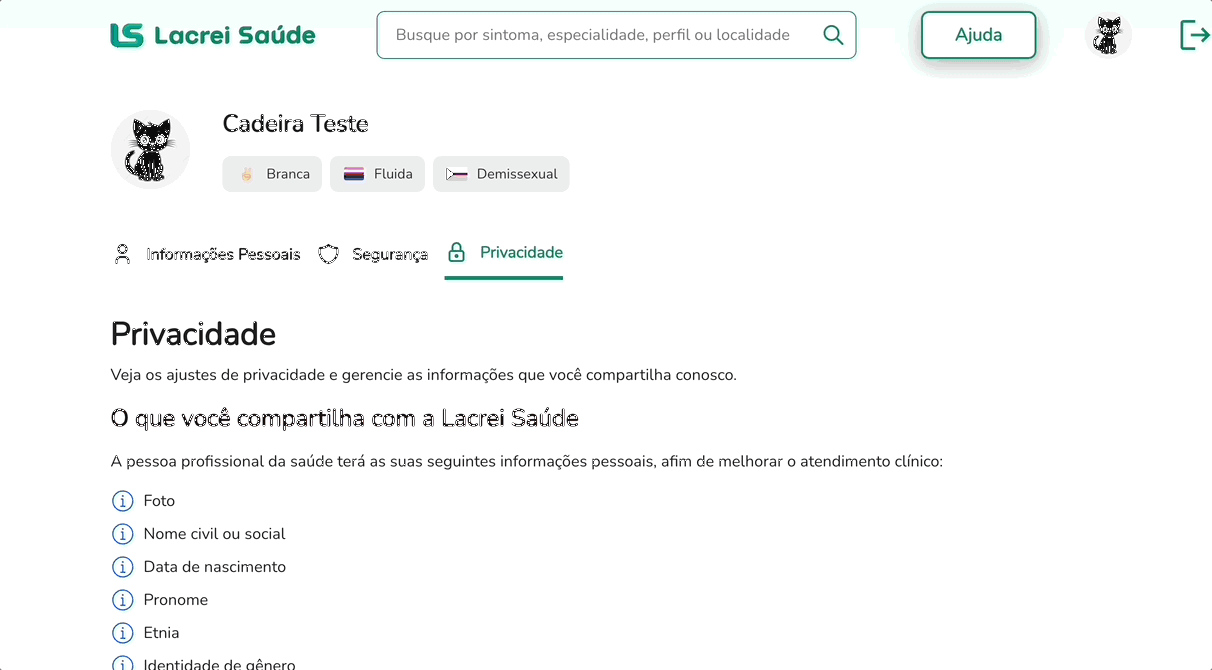 Lacrei Saúde
Busque por sintoma, especialidade, perfil ou localidade
Ajuda
Cadeira Teste
Branca
Fluida
Demissexual
Informações Pessoais
Segurança
Privacidade
Privacidade
Veja os ajustes de privacidade e gerencie as informações que você compartilha conosco.
O que você compartilha com a Lacrei Saúde
A pessoa profissional da saúde terá as suas seguintes informações pessoais, afim de melhorar o atendimento clínico:
Foto
Nome civil ou social
Data de nascimento
Pronome
Etnia
Identidade de gênero